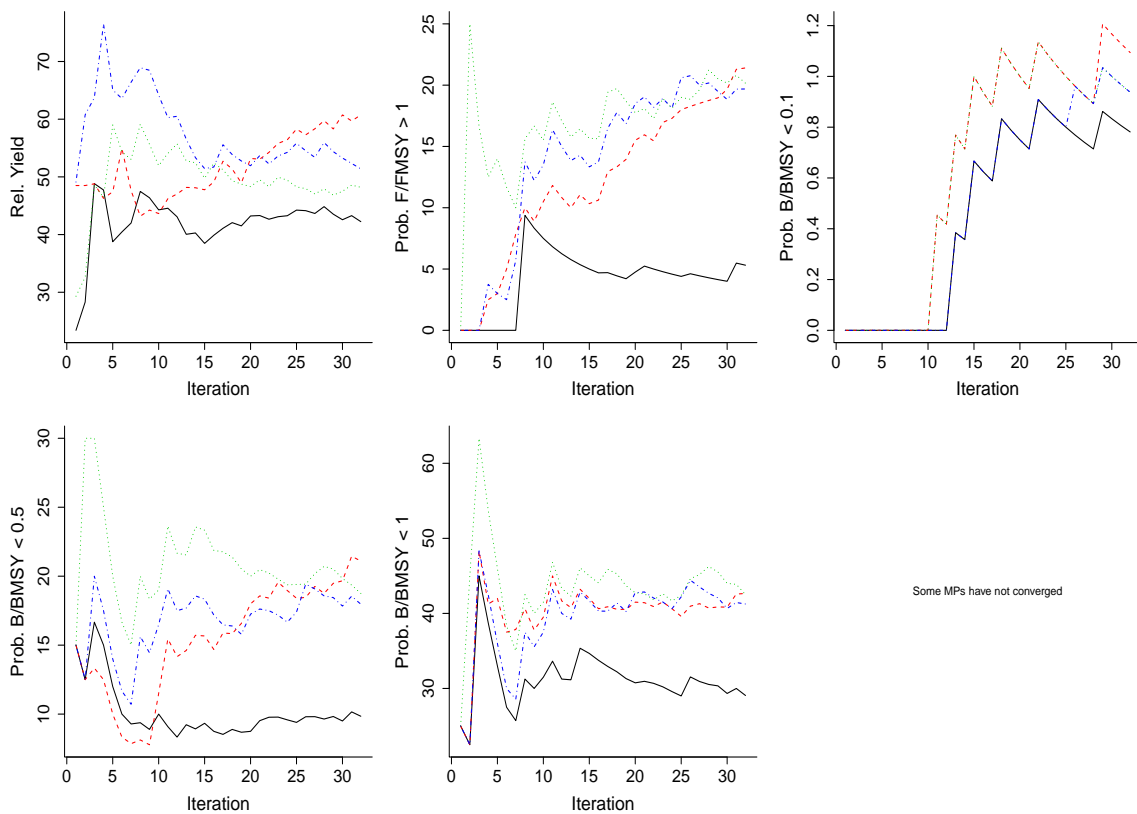 Rel. Yield
30 40 50 60 70
0 5 10 15 20 25 30
Iteration
Prob. F/FMSY > 1
0 5 10 15 20 25
0 5 10 15 20 25 30
Iteration
Prob. B/BMSY < 0.1
0.0 0.2 0.4 0.6 0.8 1.0 1.2
0 5 10 15 20 25 30
Iteration
Prob. B/BMSY < 0.5
10 15 20 25 30
0 5 10 15 20 25 30
Iteration
Prob. B/BMSY < 1
30 40 50 60
0 5 10 15 20 25 30
Iteration
Some MPs have not converged